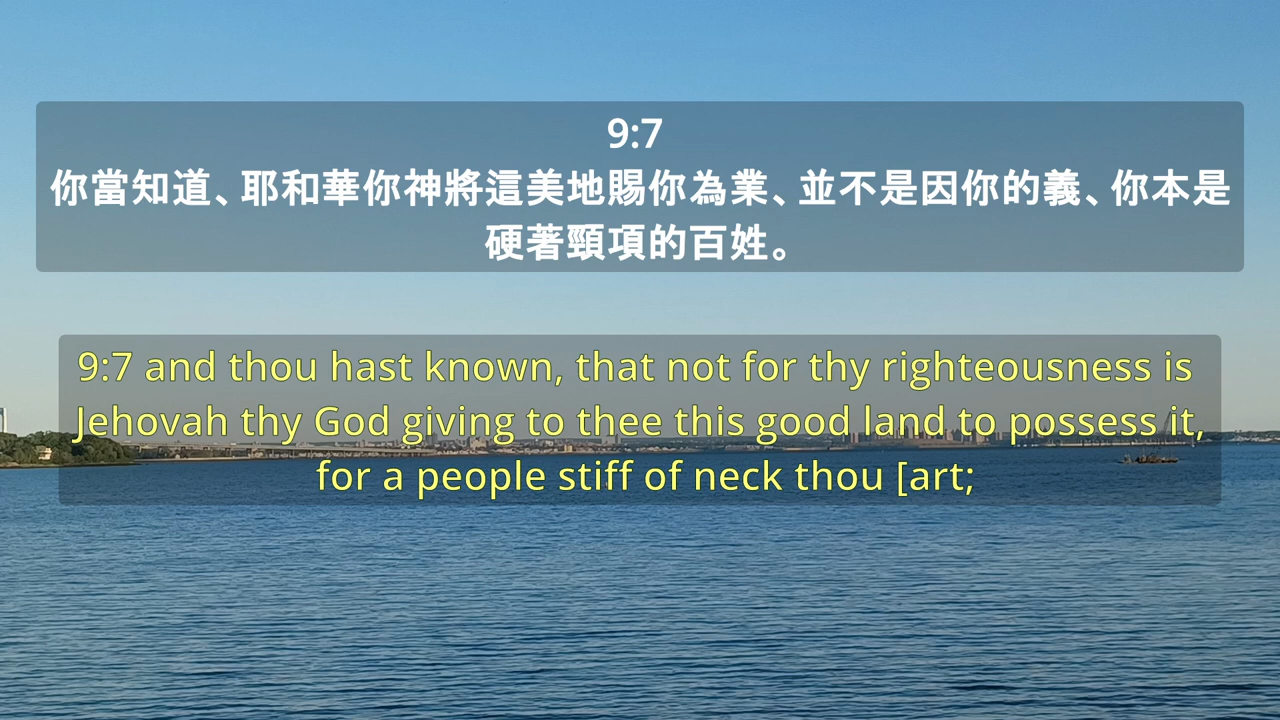 9:7
你當知道、耶和華你神將這美地賜你為業、並不是因你的義、你本是
硬著頸項的百姓。
9:7 and thou hast known, that not for thy righteousness is
Jehovah thy God giving to thee this good land to possess it,
for a people stiff of neck thou [art;